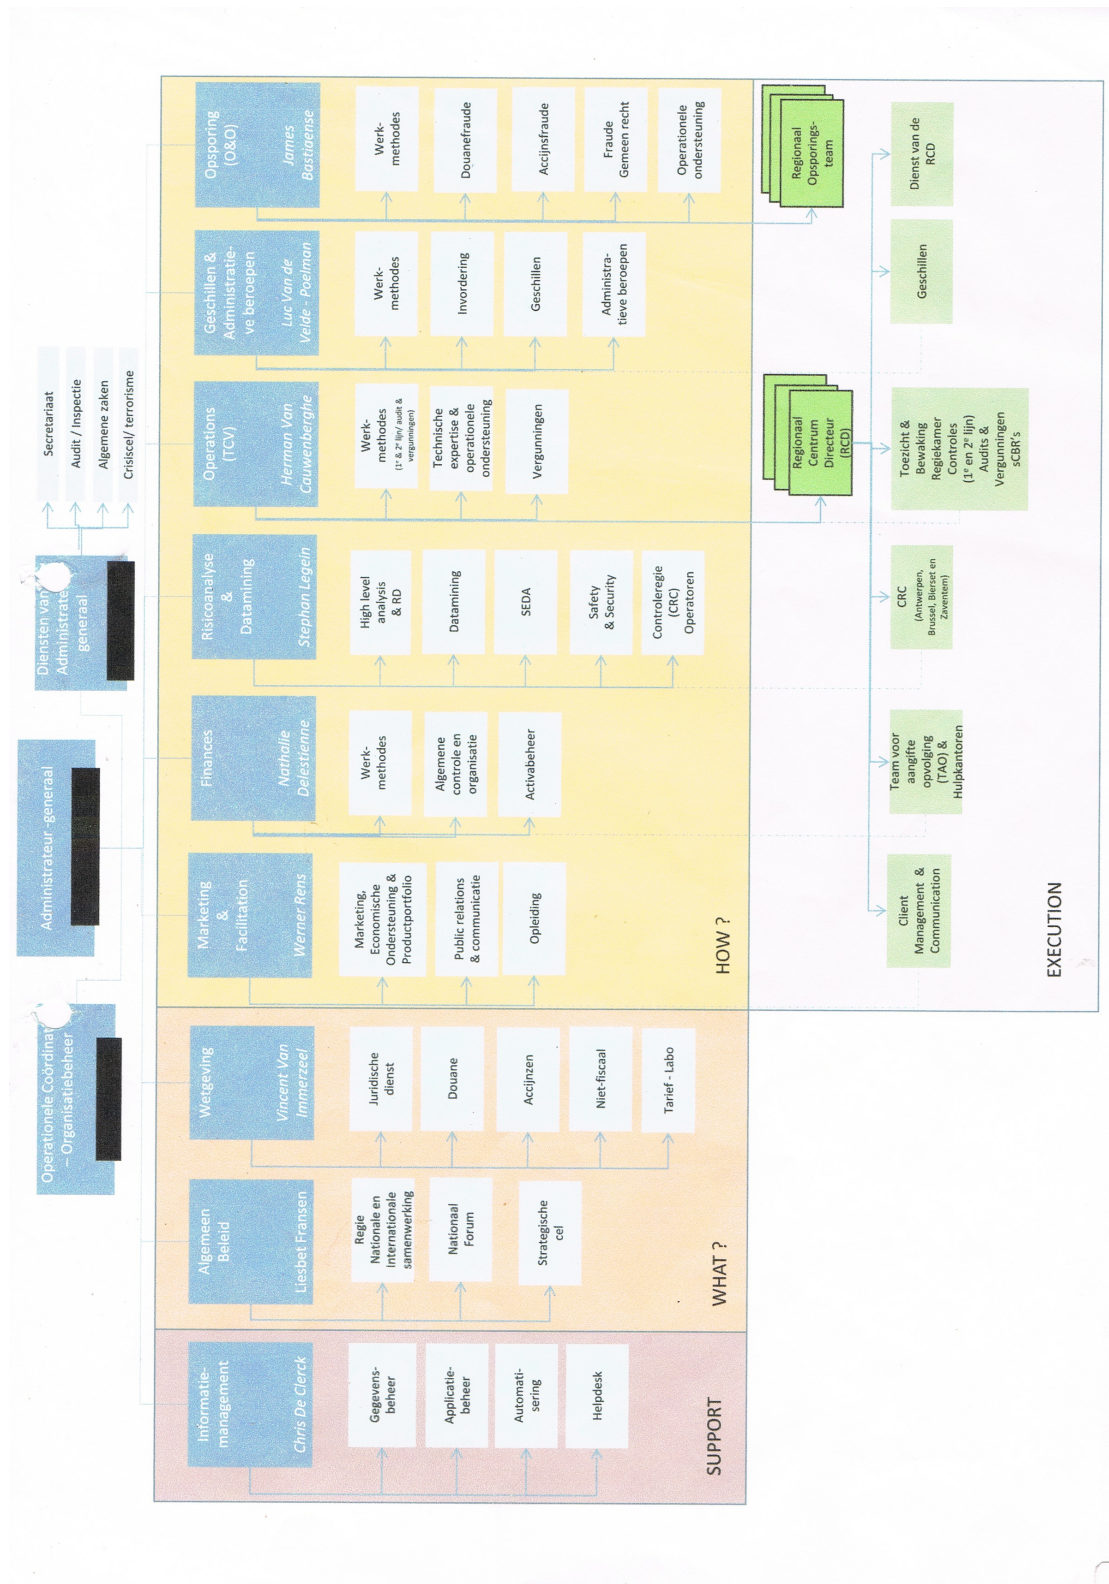 Administrateur -generaal
Operationele Coördinat
– Organisatiebeheer
Diensten van
Administrate
generaal
Secretariaat
Audit / Inspectie
Algemene zaken
Crisiscel/ terrorisme
Informatie-
management
Chris De Clerck
Gegevens-
beheer
Applicatie-
beheer
Automati-
sering
Helpdesk
SUPPORT
Algemeen
Beleid
Liesbet Fransen
Regie
Nationale en
Internationale
samenwerking
Nationaal
Forum
Strategische
cel
Wetgeving
Vincent Van
Immerzeel
Juridische
dienst
Douane
Accijnzen
Niet-fiscaal
Tarief - Labo
WHAT ?
Marketing
&
Facilitation
Werner Rens
Marketing,
Economische
Ondersteuning &
Productportfolio
Public relations
& communicatie
Opleiding
Finances
Nathalie
Delestienne
Werk-
methodes
Algemene
controle en
organisatie
Activabeheer
Risicoanalyse
&
Datamining
Stephan Legein
High level
analysis
& RD
Datamining
SEDA
Safety
& Security
Controleregie
(CRC)
Operatoren
Operations
(TCV)
Herman Van
Cauwenberghe
Werk-
methodes
(1e & 2e lijn/ audit &
vergunningen)
Technische
expertise &
operationele
ondersteuning
Vergunningen
Geschillen &
Administratie-
ve beroepen
Luc Van de
Velde - Poelman
Werk-
methodes
Invordering
Geschillen
Administra-
tieve beroepen
Opsporing
(O&O)
James
Bastiaense
Werk-
methodes
Douanefraude
Accijnsfraude
Fraude
Gemeen recht
Operationele
ondersteuning
HOW ?
Regionaal
Centrum
Directeur
(RCD)
Regionaal
Opsporings-
team
Client
Management &
Communication
Team voor
aangifte
opvolging
(TAO) &
Hulpkantoren
CRC
(Antwerpen,
Brussel, Bierset en
Zaventem)
Toezicht &
Bewaking
Regiekamer
Controles
(1e en 2e lijn)
Audits &
Vergunningen
sCBR's
Geschillen
Dienst van de
RCD
EXECUTION